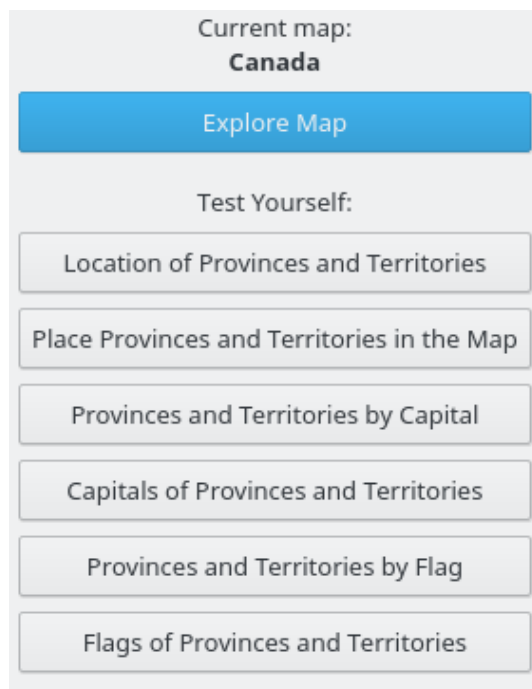 Current map:
Canada
Explore Map
Test Yourself:
Location of Provinces and Territories
Place Provinces and Territories in the Map
Provinces and Territories by Capital
Capitals of Provinces and Territories
Provinces and Territories by Flag
Flags of Provinces and Territories